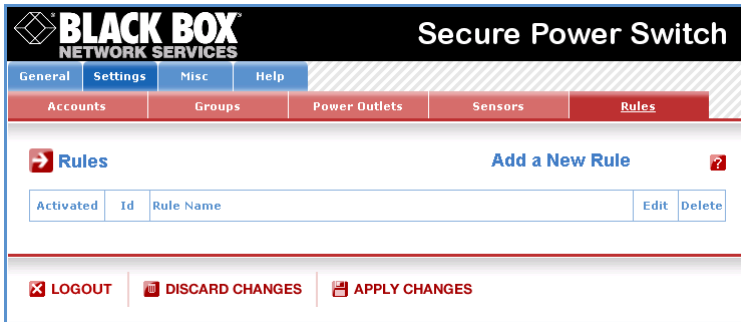 BLACK BOX
NETWORK SERVICES
Secure Power Switch
General Settings Misc Help
Accounts Groups Power Outlets Sensors Rules
Rules Add a New Rule ?
Activated Id Rule Name Edit Delete
LOGOUT DISCARD CHANGES APPLY CHANGES